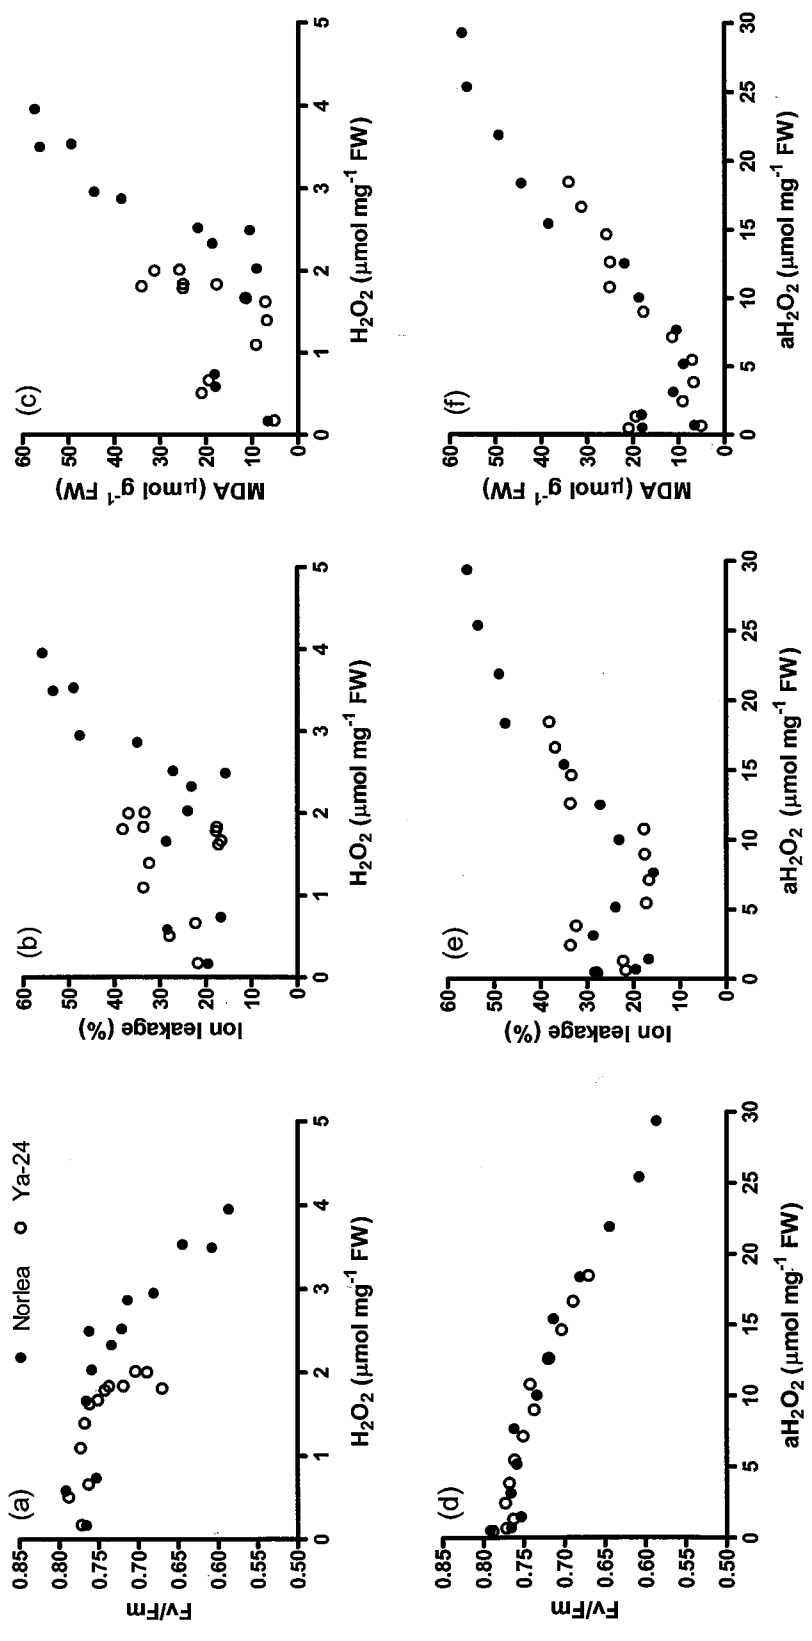 ● Norlea ○ Ya-24
(a)
Fv/Fm
0.85
0.80
0.75
0.70
0.65
0.60
0.55
0.50
0 1 2 3 4 5
H₂O₂ (μmol mg⁻¹ FW)
(b)
Ion leakage (%)
60
50
40
30
20
10
0
0 1 2 3 4 5
H₂O₂ (μmol mg⁻¹ FW)
(c)
MDA (μmol g⁻¹ FW)
60
50
40
30
20
10
0
0 1 2 3 4 5
H₂O₂ (μmol mg⁻¹ FW)
(d)
Fv/Fm
0.85
0.80
0.75
0.70
0.65
0.60
0.55
0.50
0 5 10 15 20 25 30
aH₂O₂ (μmol mg⁻¹ FW)
(e)
Ion leakage (%)
60
50
40
30
20
10
0
0 5 10 15 20 25 30
aH₂O₂ (μmol mg⁻¹ FW)
(f)
MDA (μmol g⁻¹ FW)
60
50
40
30
20
10
0
0 5 10 15 20 25 30
aH₂O₂ (μmol mg⁻¹ FW)